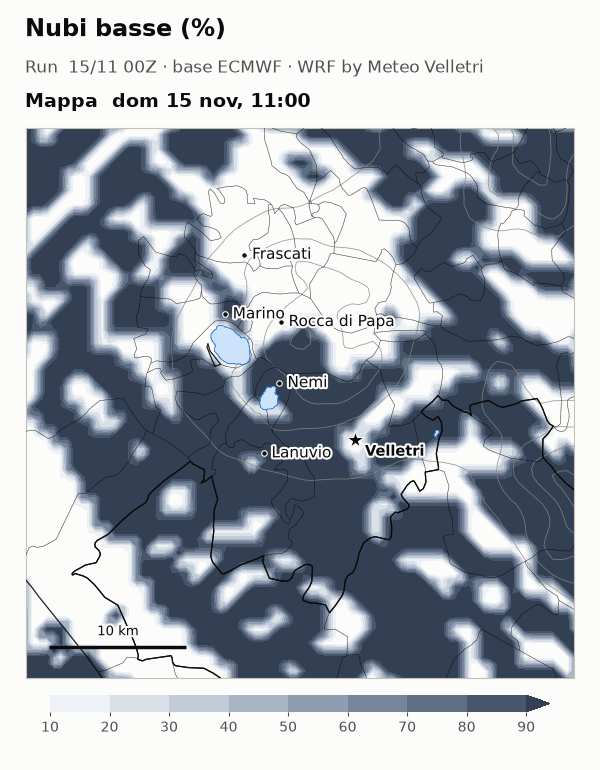 Nubi basse (%)
Run  15/11 00Z · base ECMWF · WRF by Meteo Velletri
Mappa  dom 15 nov, 11:00
Frascati
Marino
Rocca di Papa
Nemi
Velletri
Lanuvio
10 km
10 20 30 40 50 60 70 80 90